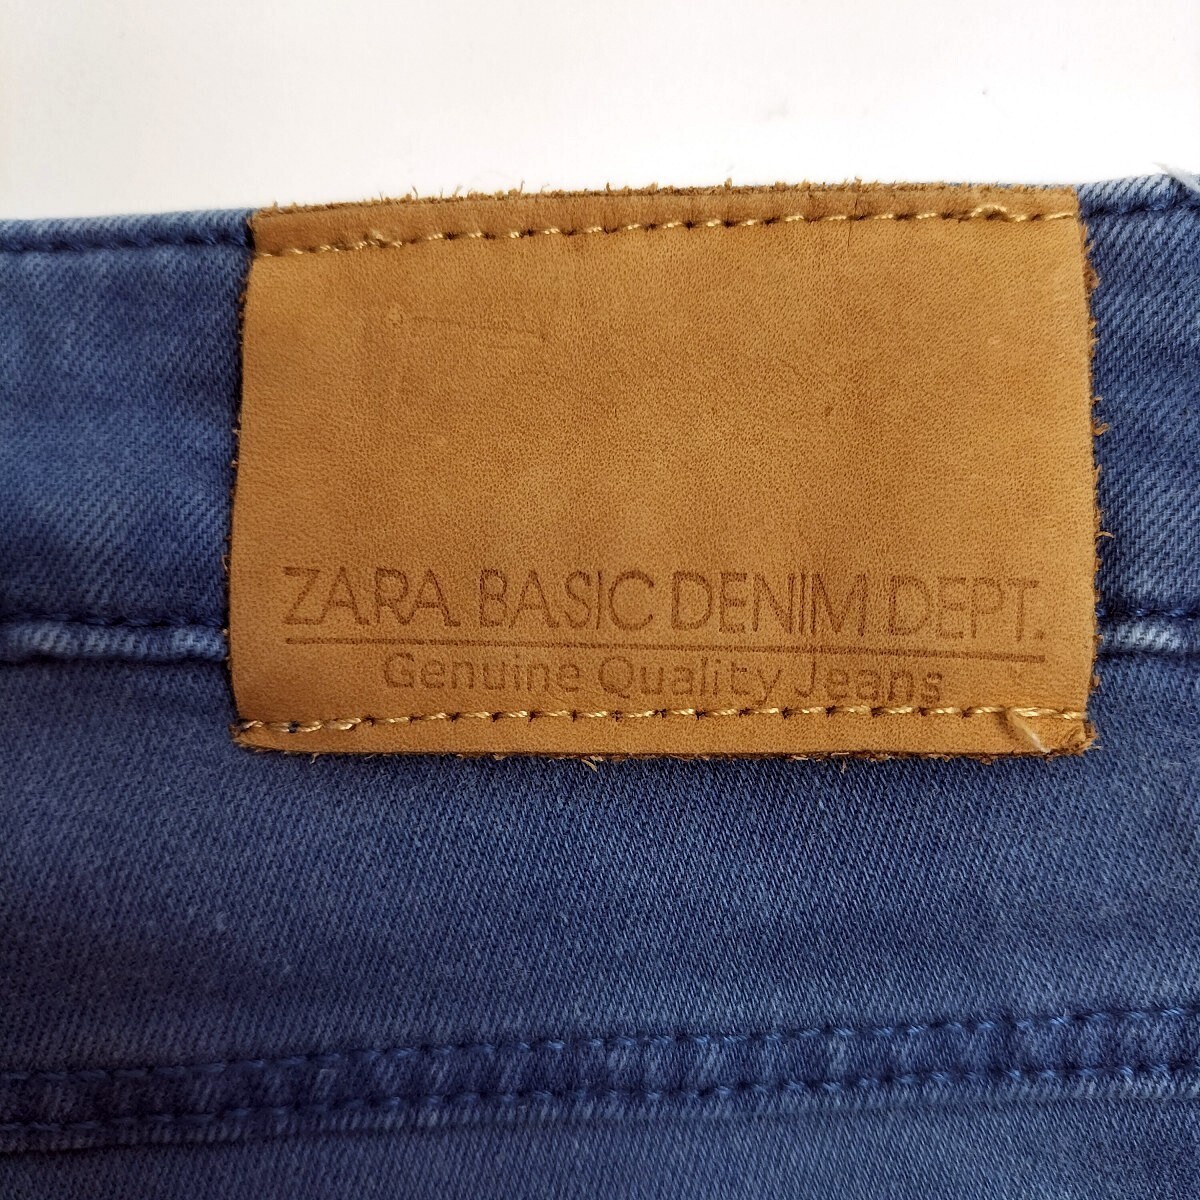 ZARA BASIC DENIM DEPT.
Genuine Quality Jeans